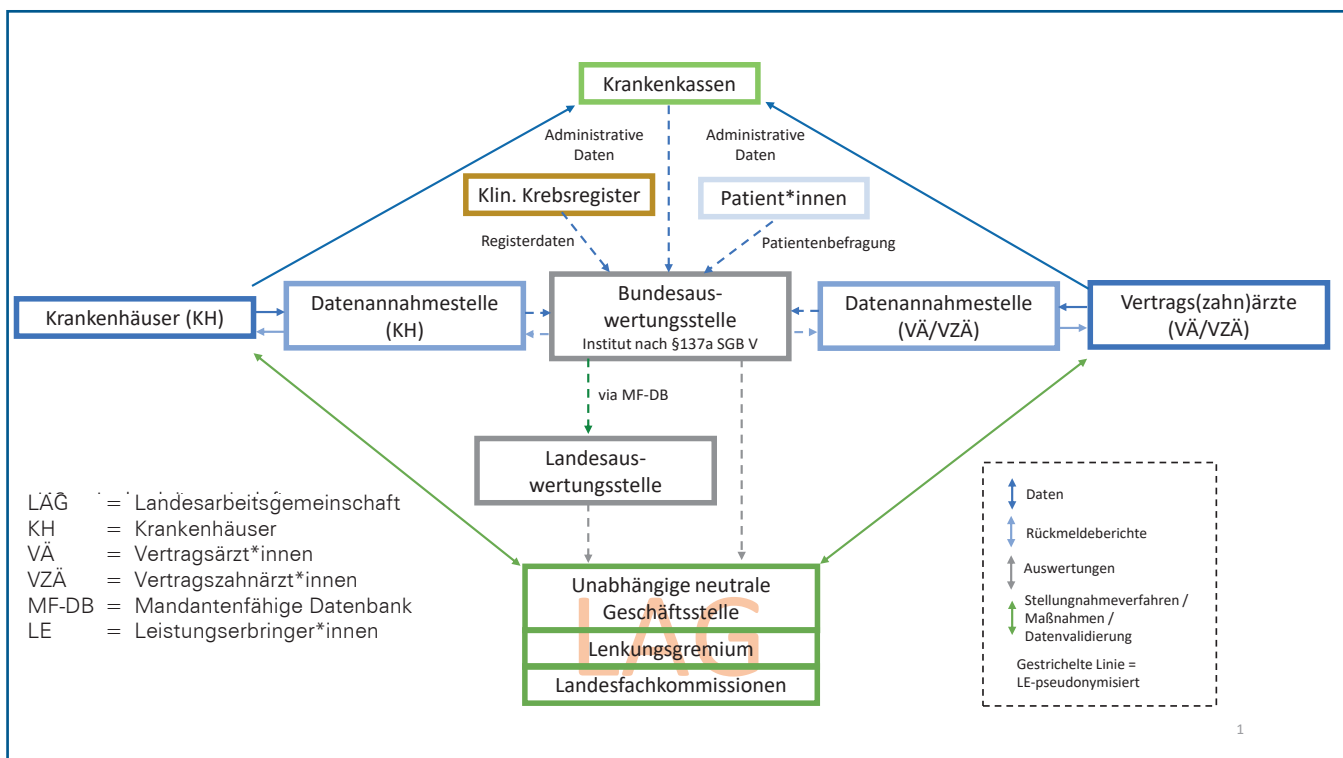 Krankenkassen
Administrative
Daten
Administrative
Daten
Klin. Krebsregister
Patient*innen
Registerdaten
Patientenbefragung
Krankenhäuser (KH)
Datenannahmestelle
(KH)
Bundesaus-
wertungsstelle
Institut nach §137a SGB V
Datenannahmestelle
(VÄ/VZÄ)
Vertrags(zahn)ärzte
(VÄ/VZÄ)
via MF-DB
Landesaus-
wertungsstelle
LAG = Landesarbeitsgemeinschaft
KH = Krankenhäuser
VÄ = Vertragsärzt*innen
VZÄ = Vertragszahnärzt*innen
MF-DB = Mandantenfähige Datenbank
LE = Leistungserbringer*innen
Unabhängige neutrale
Geschäftsstelle
LAG
Lenkungsgremium
Landesfachkommissionen
Daten
Rückmeldeberichte
Auswertungen
Stellungnahmeverfahren /
Maßnahmen /
Datenvalidierung
Gestrichelte Linie =
LE-pseudonymisiert
1